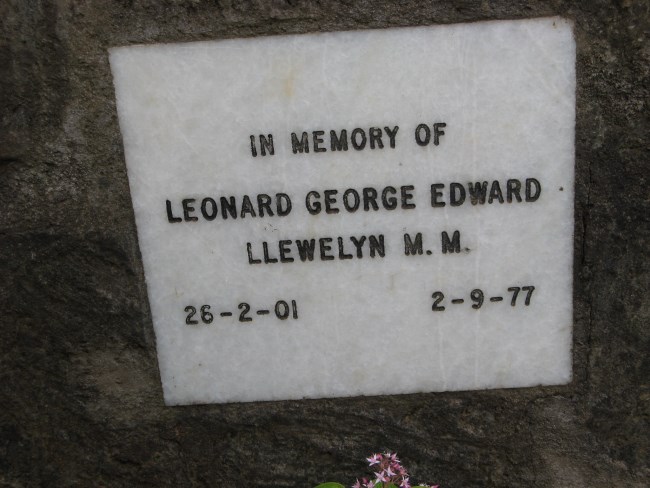 IN MEMORY OF
LEONARD GEORGE EDWARD
LLEWELYN M. M.
26-2-01 2-9-77